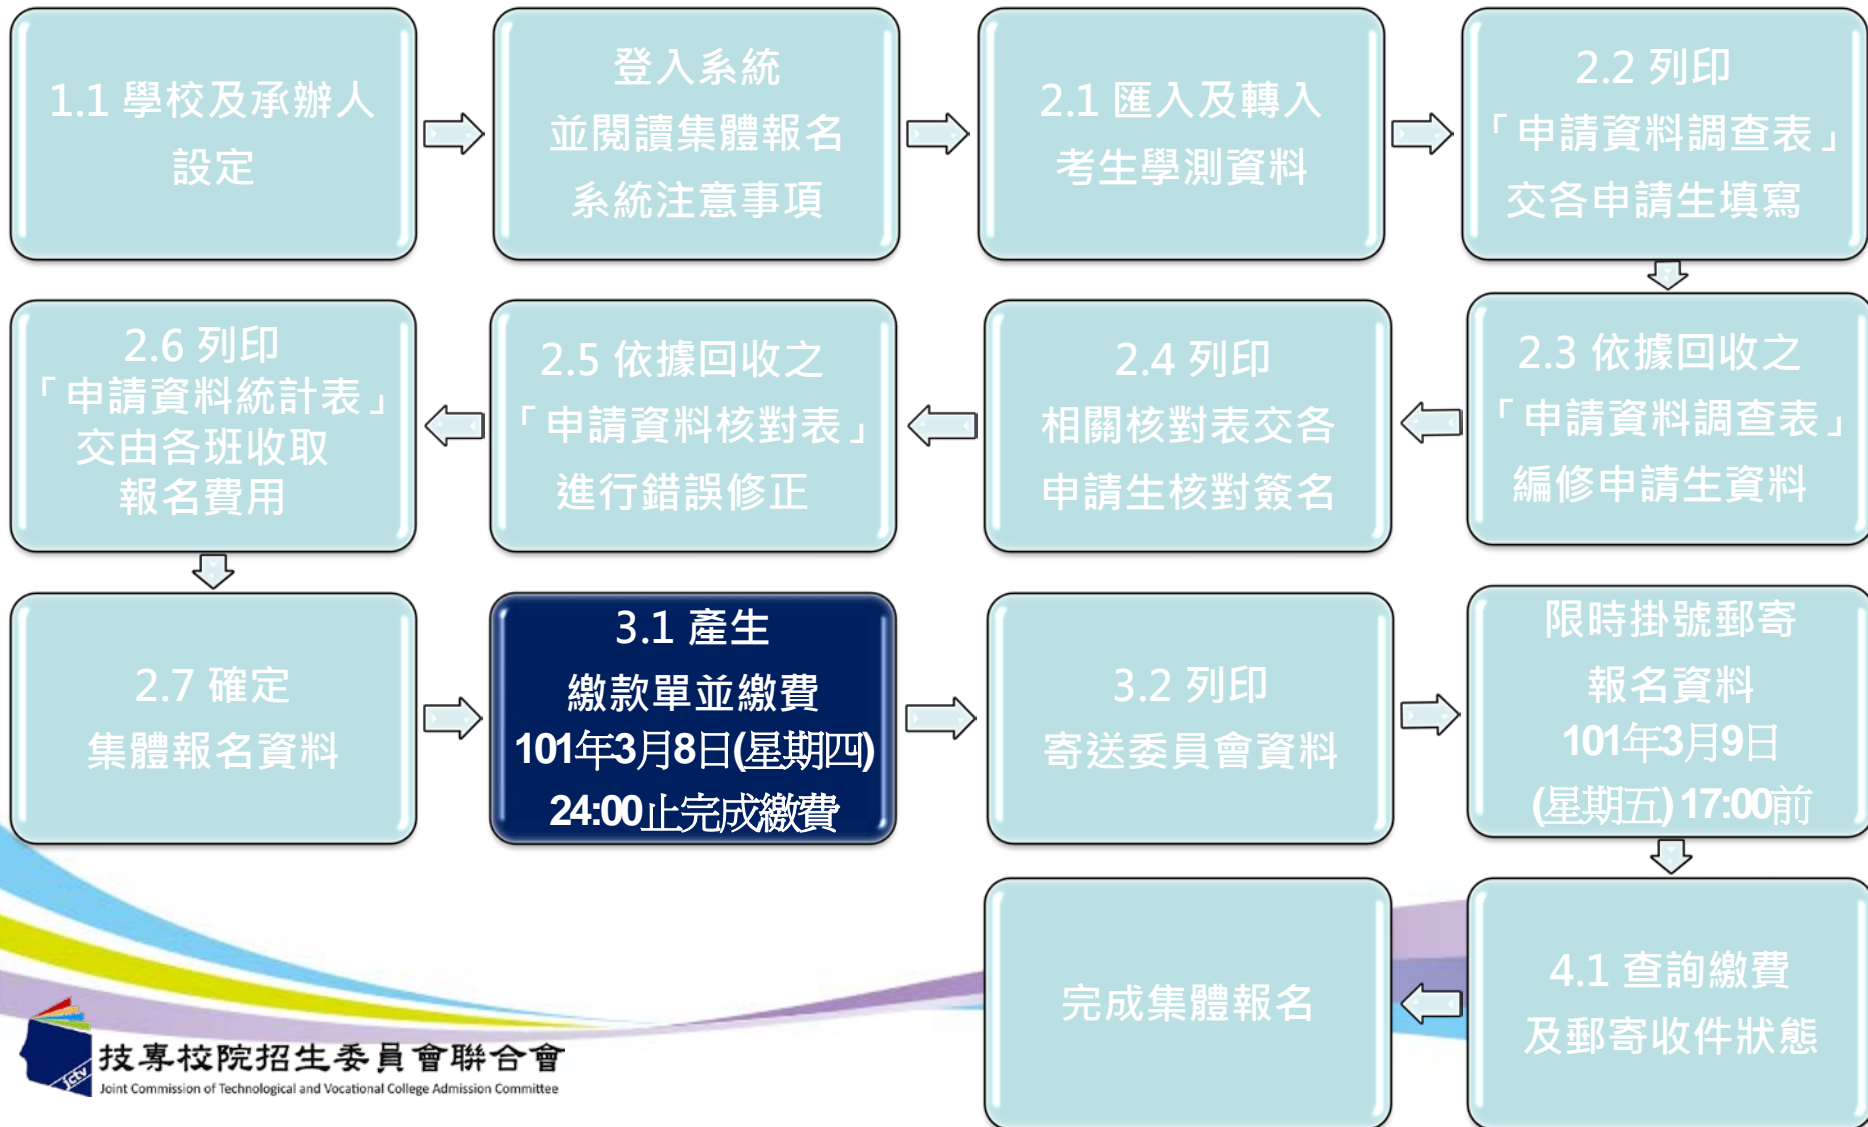 1.1 學校及承辦人
設定
登入系統
並閱讀集體報名
系統注意事項
2.1 匯入及轉入
考生學測資料
2.2 列印
「申請資料調查表」
交各申請生填寫
2.3 依據回收之
「申請資料調查表」
編修申請生資料
2.4 列印
相關核對表交各
申請生核對簽名
2.5 依據回收之
「申請資料核對表」
進行錯誤修正
2.6 列印
「申請資料統計表」
交由各班收取
報名費用
2.7 確定
集體報名資料
3.1 產生
繳款單並繳費
101年3月8日(星期四)
24:00止完成繳費
3.2 列印
寄送委員會資料
限時掛號郵寄
報名資料
101年3月9日
(星期五) 17:00前
4.1 查詢繳費
及郵寄收件狀態
完成集體報名
jctv
技專校院招生委員會聯合會
Joint Commission of Technological and Vocational College Admission Committee